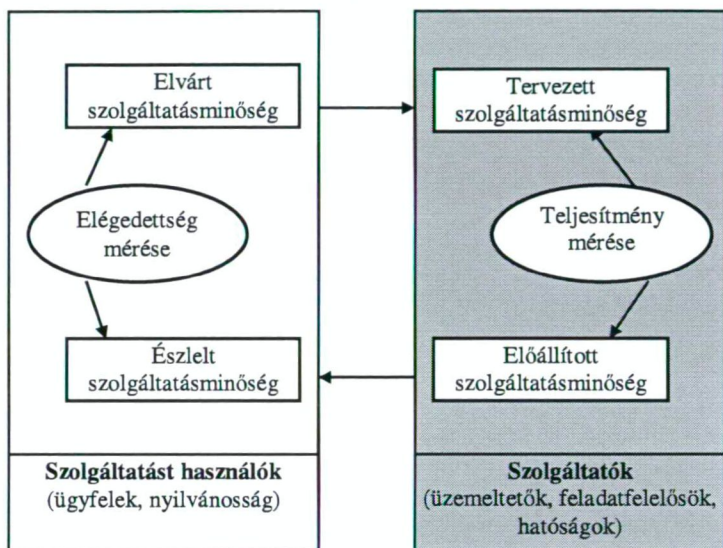 Elvárt
szolgáltatásminőség
Elégedettség
mérése
Észlelt
szolgáltatásminőség
Szolgáltatást használók
(ügyfelek, nyilvánosság)
Tervezett
szolgáltatásminőség
Teljesítmény
mérése
Előállított
szolgáltatásminőség
Szolgáltatók
(üzemeltetők, feladatfelelősök,
hatóságok)